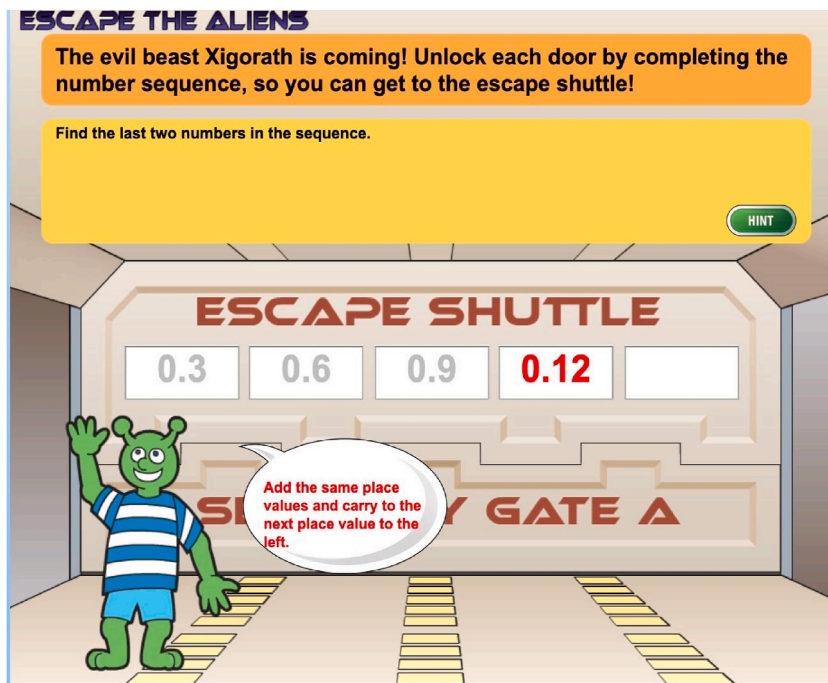 ESCAPE THE ALIENS
The evil beast Xigorath is coming! Unlock each door by completing the
number sequence, so you can get to the escape shuttle!
Find the last two numbers in the sequence.
HINT
ESCAPE SHUTTLE
0.3 0.6 0.9 0.12
Add the same place
values and carry to the
next place value to the
left.
GATE A